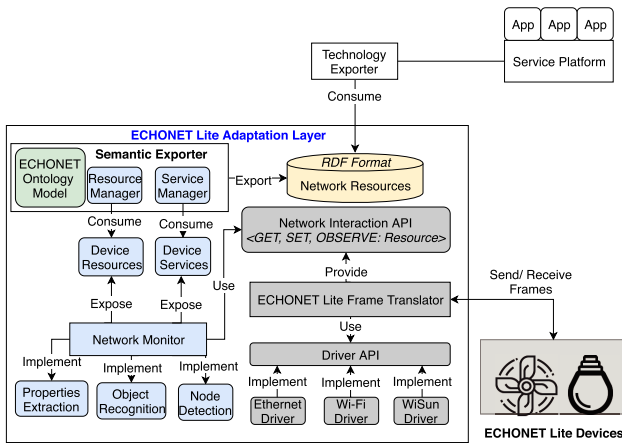 App App App
Technology
Exporter
Service Platform
Consume
ECHONET Lite Adaptation Layer
Semantic Exporter
ECHONET
Ontology
Model
Resource
Manager
Service
Manager
Export
RDF Format
Network Resources
Consume
Consume
Network Interaction API
<GET, SET, OBSERVE: Resource>
Device
Resources
Device
Services
Use
Provide
Send/ Receive
Frames
Expose
Expose
ECHONET Lite Frame Translator
Network Monitor
Use
Driver API
Implement
Implement
Implement
Implement
Implement
Implement
Properties
Extraction
Object
Recognition
Node
Detection
Ethernet
Driver
Wi-Fi
Driver
WiSun
Driver
ECHONET Lite Devices